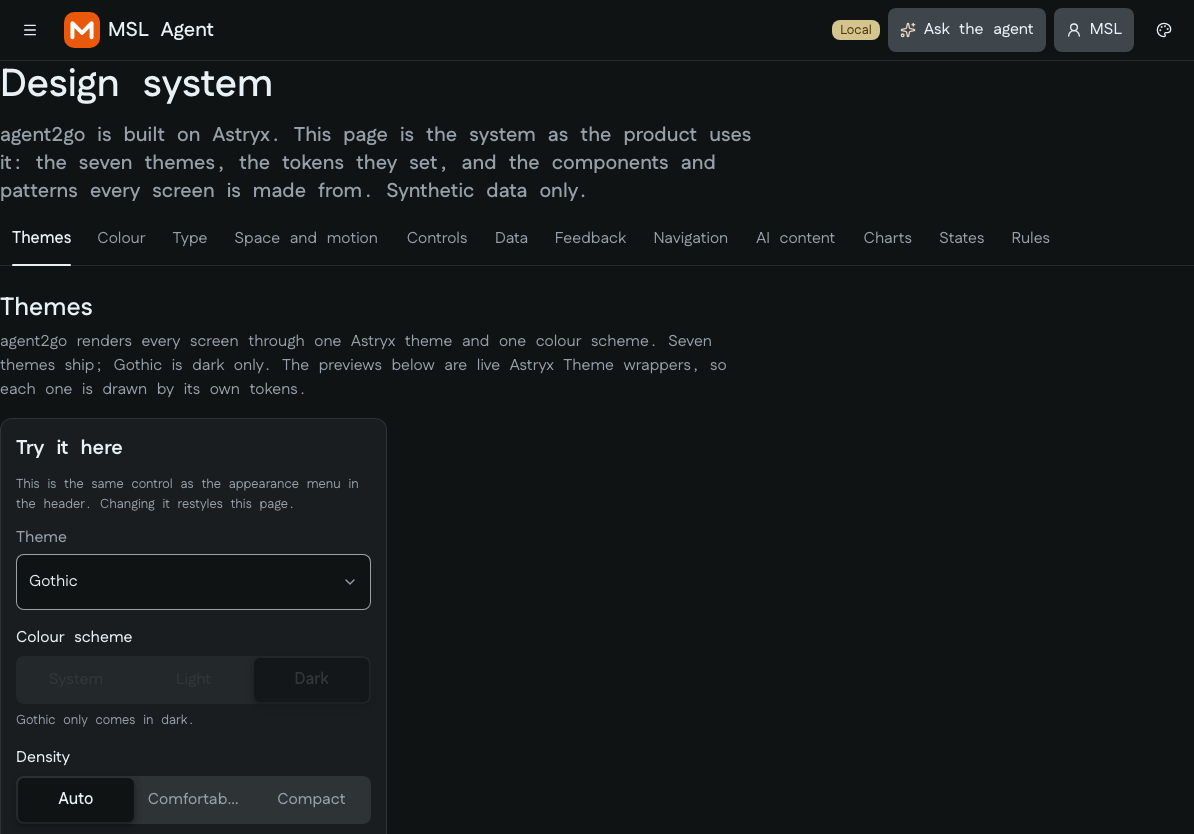 MSL Agent
Local
Ask the agent
MSL
Design system
agent2go is built on Astryx. This page is the system as the product uses
it: the seven themes, the tokens they set, and the components and
patterns every screen is made from. Synthetic data only.
Themes Colour Type Space and motion Controls Data Feedback Navigation AI content Charts States Rules
Themes
agent2go renders every screen through one Astryx theme and one colour scheme. Seven
themes ship; Gothic is dark only. The previews below are live Astryx Theme wrappers, so
each one is drawn by its own tokens.
Try it here
This is the same control as the appearance menu in
the header. Changing it restyles this page.
Theme
Gothic
Colour scheme
System Light Dark
Gothic only comes in dark.
Density
Auto Comfortab... Compact